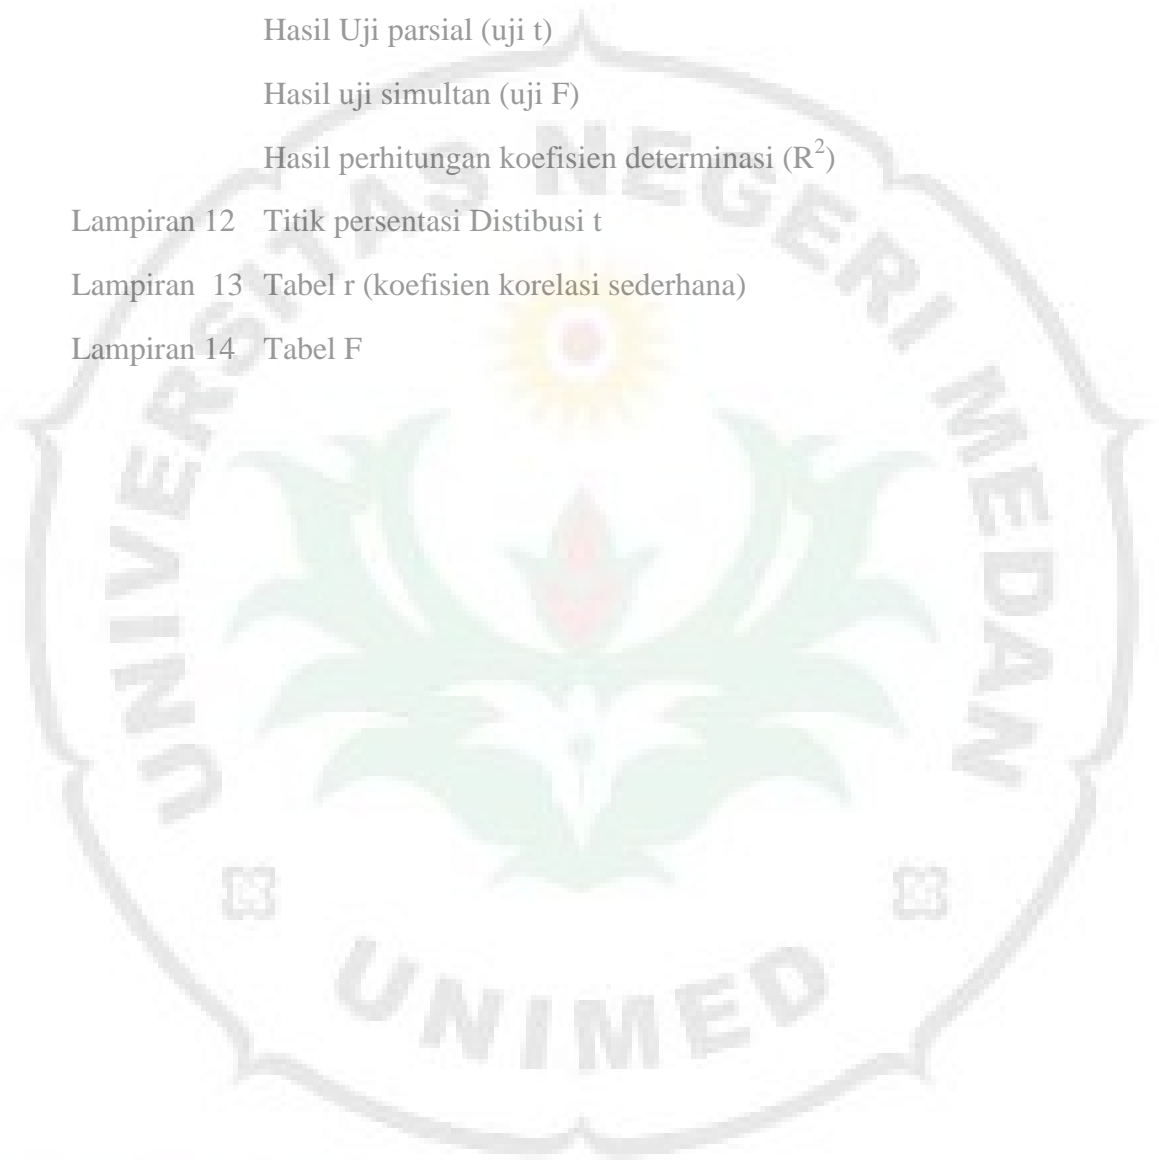 Hasil Uji parsial (uji t)
Hasil uji simultan (uji F)
Hasil perhitungan koefisien determinasi (R²)
Lampiran 12 Titik persentasi Distibusi t
Lampiran 13 Tabel r (koefisien korelasi sederhana)
Lampiran 14 Tabel F
UNIVERSITAS NEGERI MEDAN
UNIMED